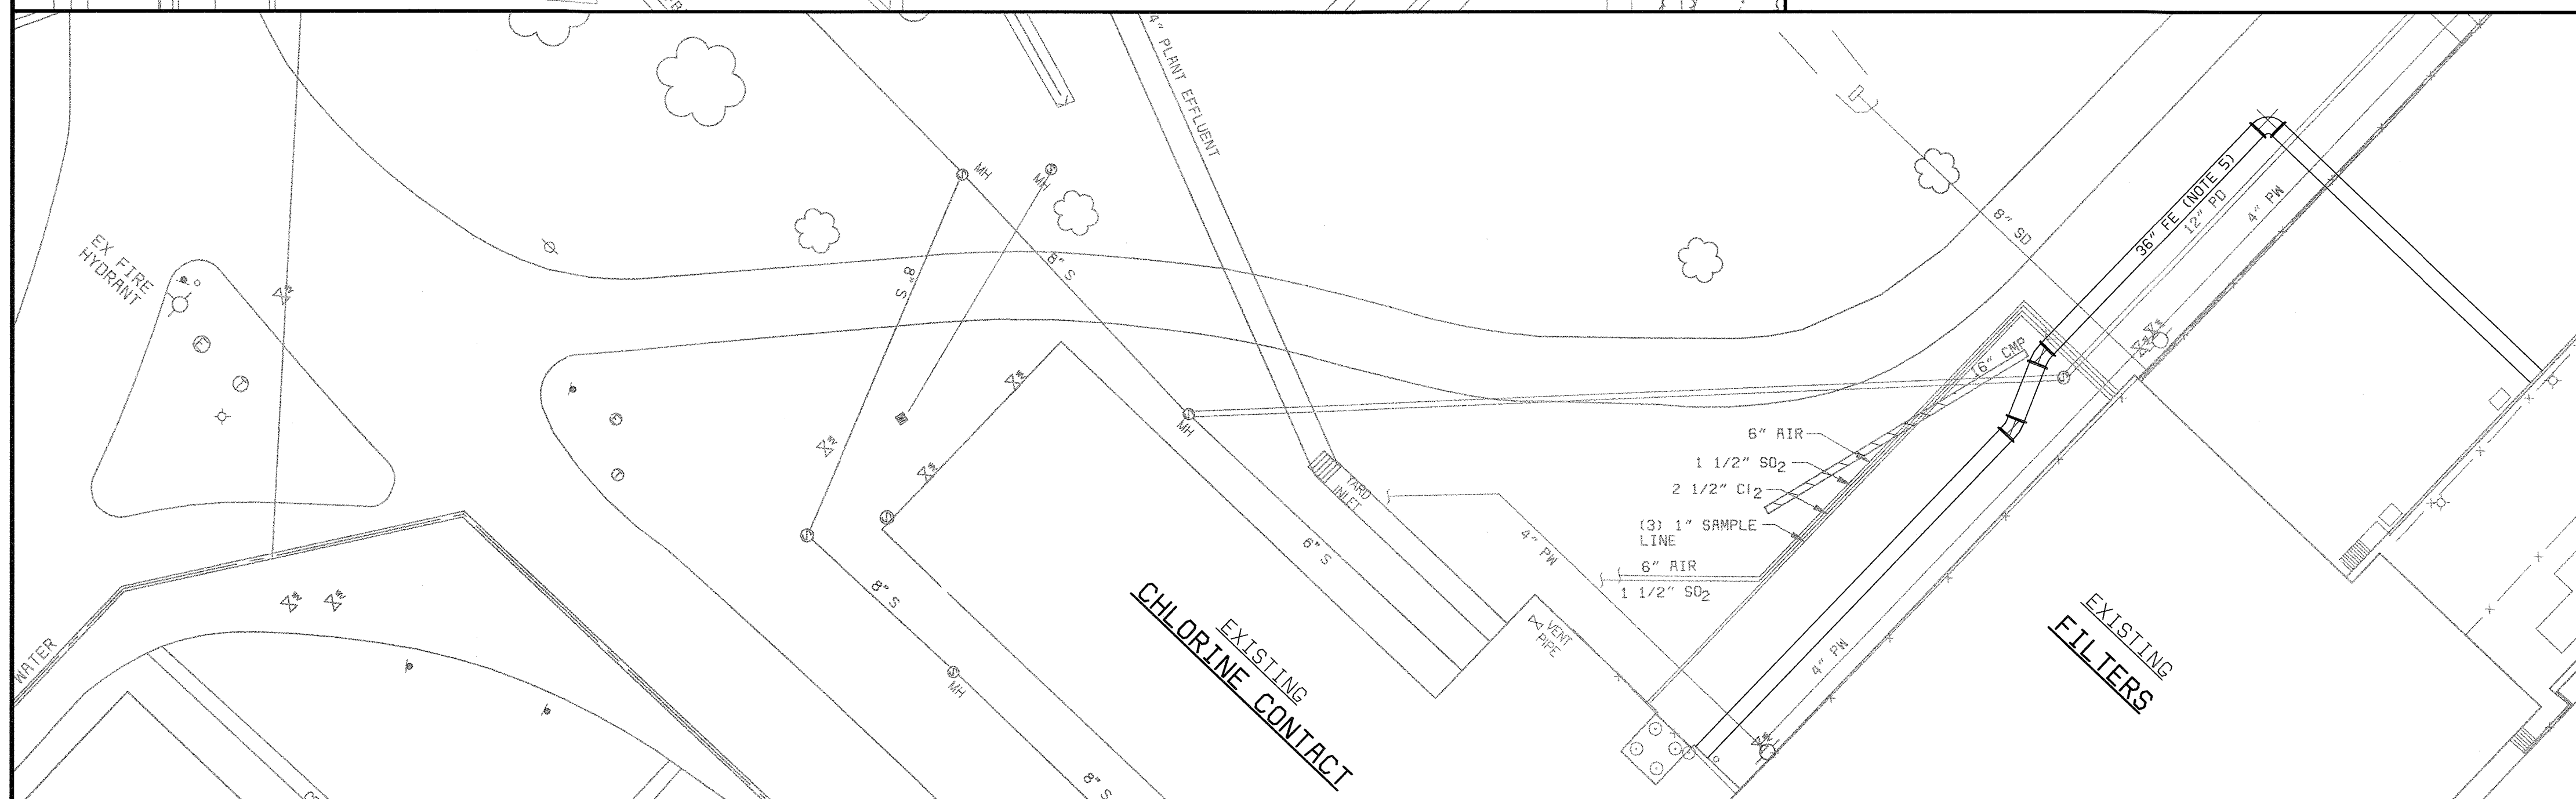 4" PLANT EFFLUENT
MH
MH
EX FIRE
HYDRANT
8" S
8" S
8" SD
36" FE (NOTE 5)
12" PD
4" PW
16" CMP
MH
6" AIR
1 1/2" SO2
2 1/2" Cl2
(3) 1" SAMPLE
LINE
6" AIR
1 1/2" SO2
YARD
INLET
4" PW
6" S
8" S
MH
EXISTING
CHLORINE CONTACT
VENT
PIPE
4" PW
EXISTING
FILTERS
WATER
8" S